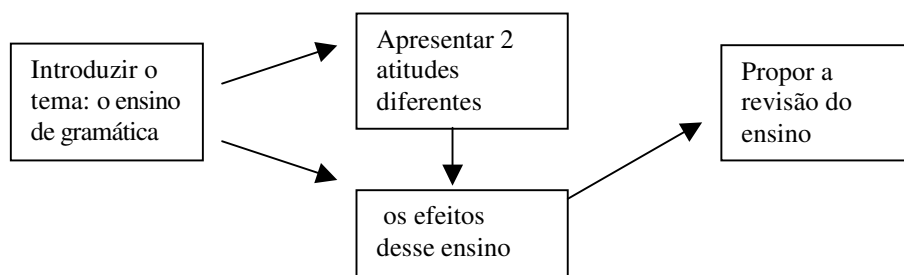 Introduzir o
tema: o ensino
de gramática
Apresentar 2
atitudes
diferentes
os efeitos
desse ensino
Propor a
revisão do
ensino